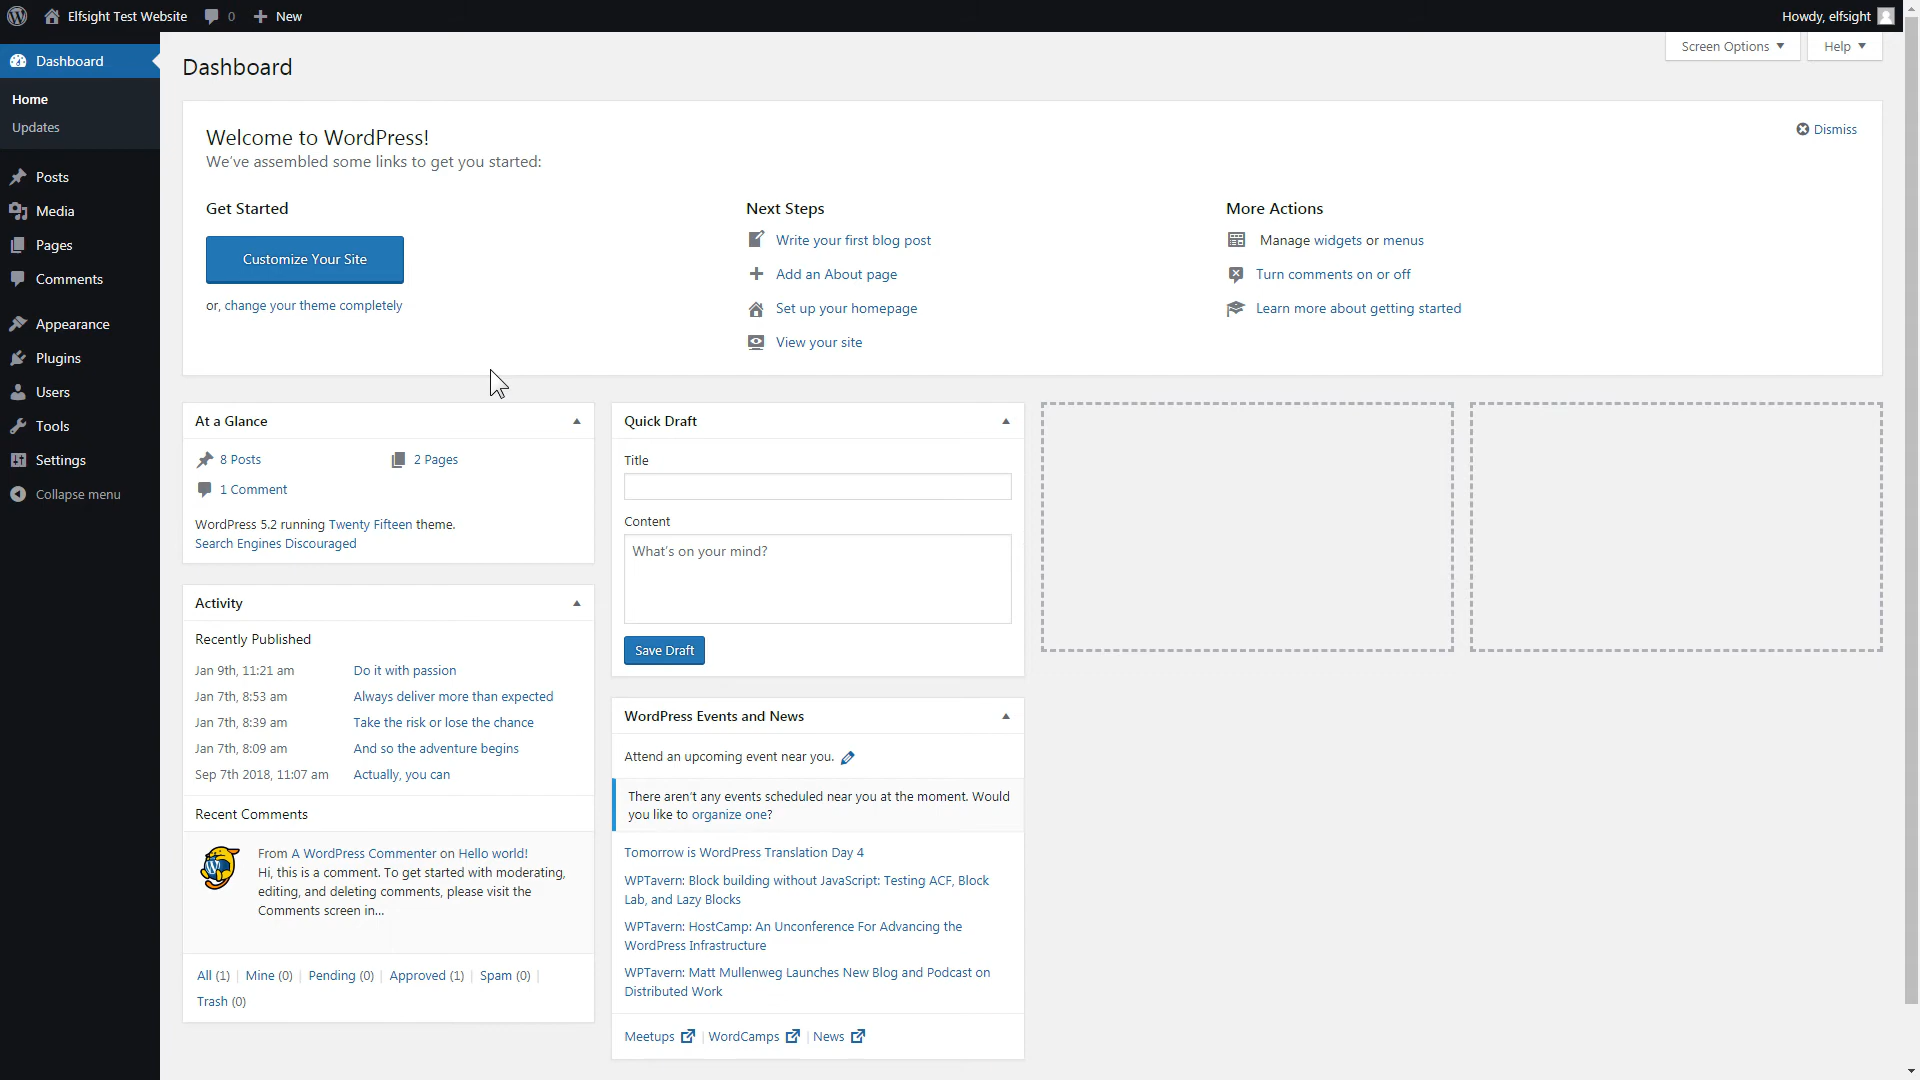 Elfsight Test Website 0 New Howdy, elfsight
Dashboard
Home
Updates
Posts
Media
Pages
Comments
Appearance
Plugins
Users
Tools
Settings
Collapse menu
Screen Options Help
Dashboard
Welcome to WordPress!
We've assembled some links to get you started:
Dismiss
Get Started
Customize Your Site
or, change your theme completely
Next Steps
Write your first blog post
Add an About page
Set up your homepage
View your site
More Actions
Manage widgets or menus
Turn comments on or off
Learn more about getting started
At a Glance
8 Posts 2 Pages
1 Comment
WordPress 5.2 running Twenty Fifteen theme.
Search Engines Discouraged
Activity
Recently Published
Jan 9th, 11:21 am Do it with passion
Jan 7th, 8:53 am Always deliver more than expected
Jan 7th, 8:39 am Take the risk or lose the chance
Jan 7th, 8:09 am And so the adventure begins
Sep 7th 2018, 11:07 am Actually, you can
Recent Comments
From A WordPress Commenter on Hello world!
Hi, this is a comment. To get started with moderating,
editing, and deleting comments, please visit the
Comments screen in...
All (1) | Mine (0) | Pending (0) | Approved (1) | Spam (0) |
Trash (0)
Quick Draft
Title
Content
What's on your mind?
Save Draft
WordPress Events and News
Attend an upcoming event near you.
There aren't any events scheduled near you at the moment. Would
you like to organize one?
Tomorrow is WordPress Translation Day 4
WPTavern: Block building without JavaScript: Testing ACF, Block
Lab, and Lazy Blocks
WPTavern: HostCamp: An Unconference For Advancing the
WordPress Infrastructure
WPTavern: Matt Mullenweg Launches New Blog and Podcast on
Distributed Work
Meetups | WordCamps | News